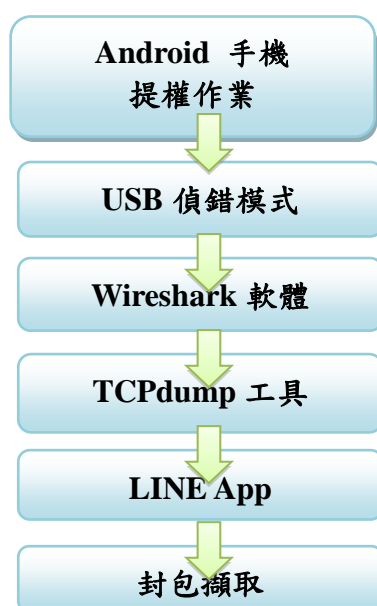 Android 手機
提權作業
USB 偵錯模式
Wireshark 軟體
TCPdump 工具
LINE App
封包擷取